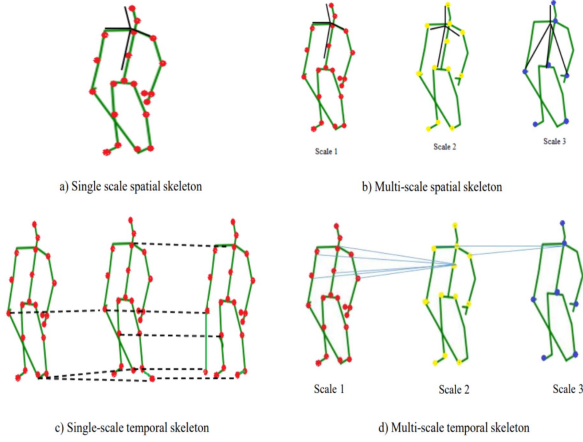 Scale 1
Scale 2
Scale 3
a) Single scale spatial skeleton
b) Multi-scale spatial skeleton
Scale 1
Scale 2
Scale 3
c) Single-scale temporal skeleton
d) Multi-scale temporal skeleton